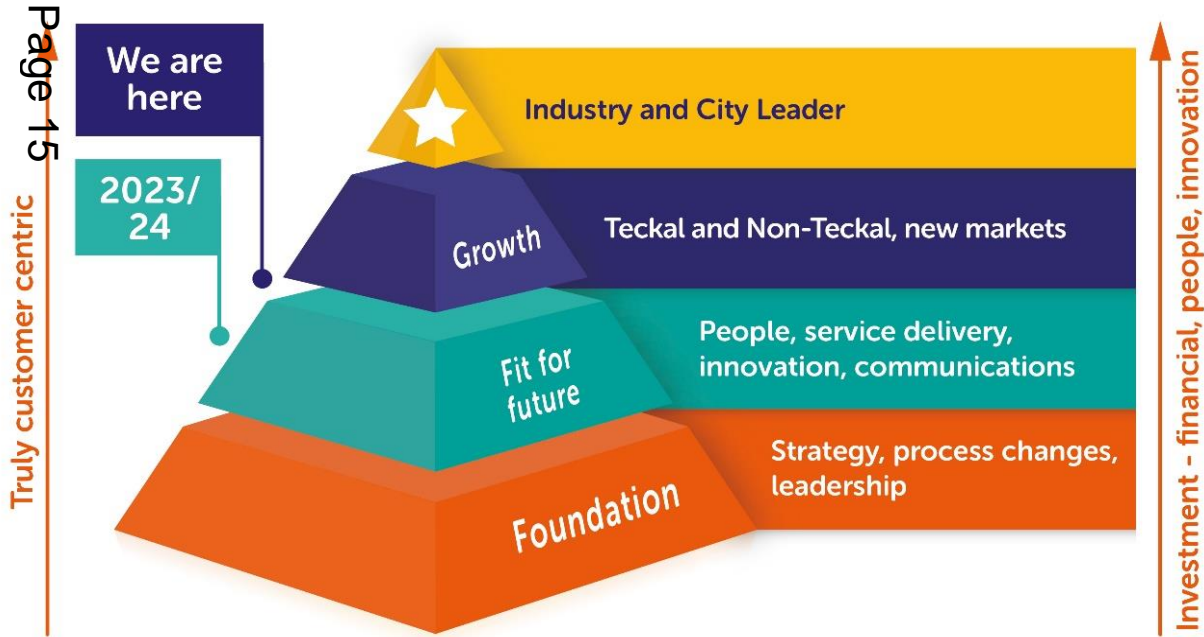 Page 15
We are
here
2023/
24
Truly customer centric
Industry and City Leader
Growth
Teckal and Non-Teckal, new markets
Fit for
future
People, service delivery,
innovation, communications
Foundation
Strategy, process changes,
leadership
Investment - financial, people, innovation